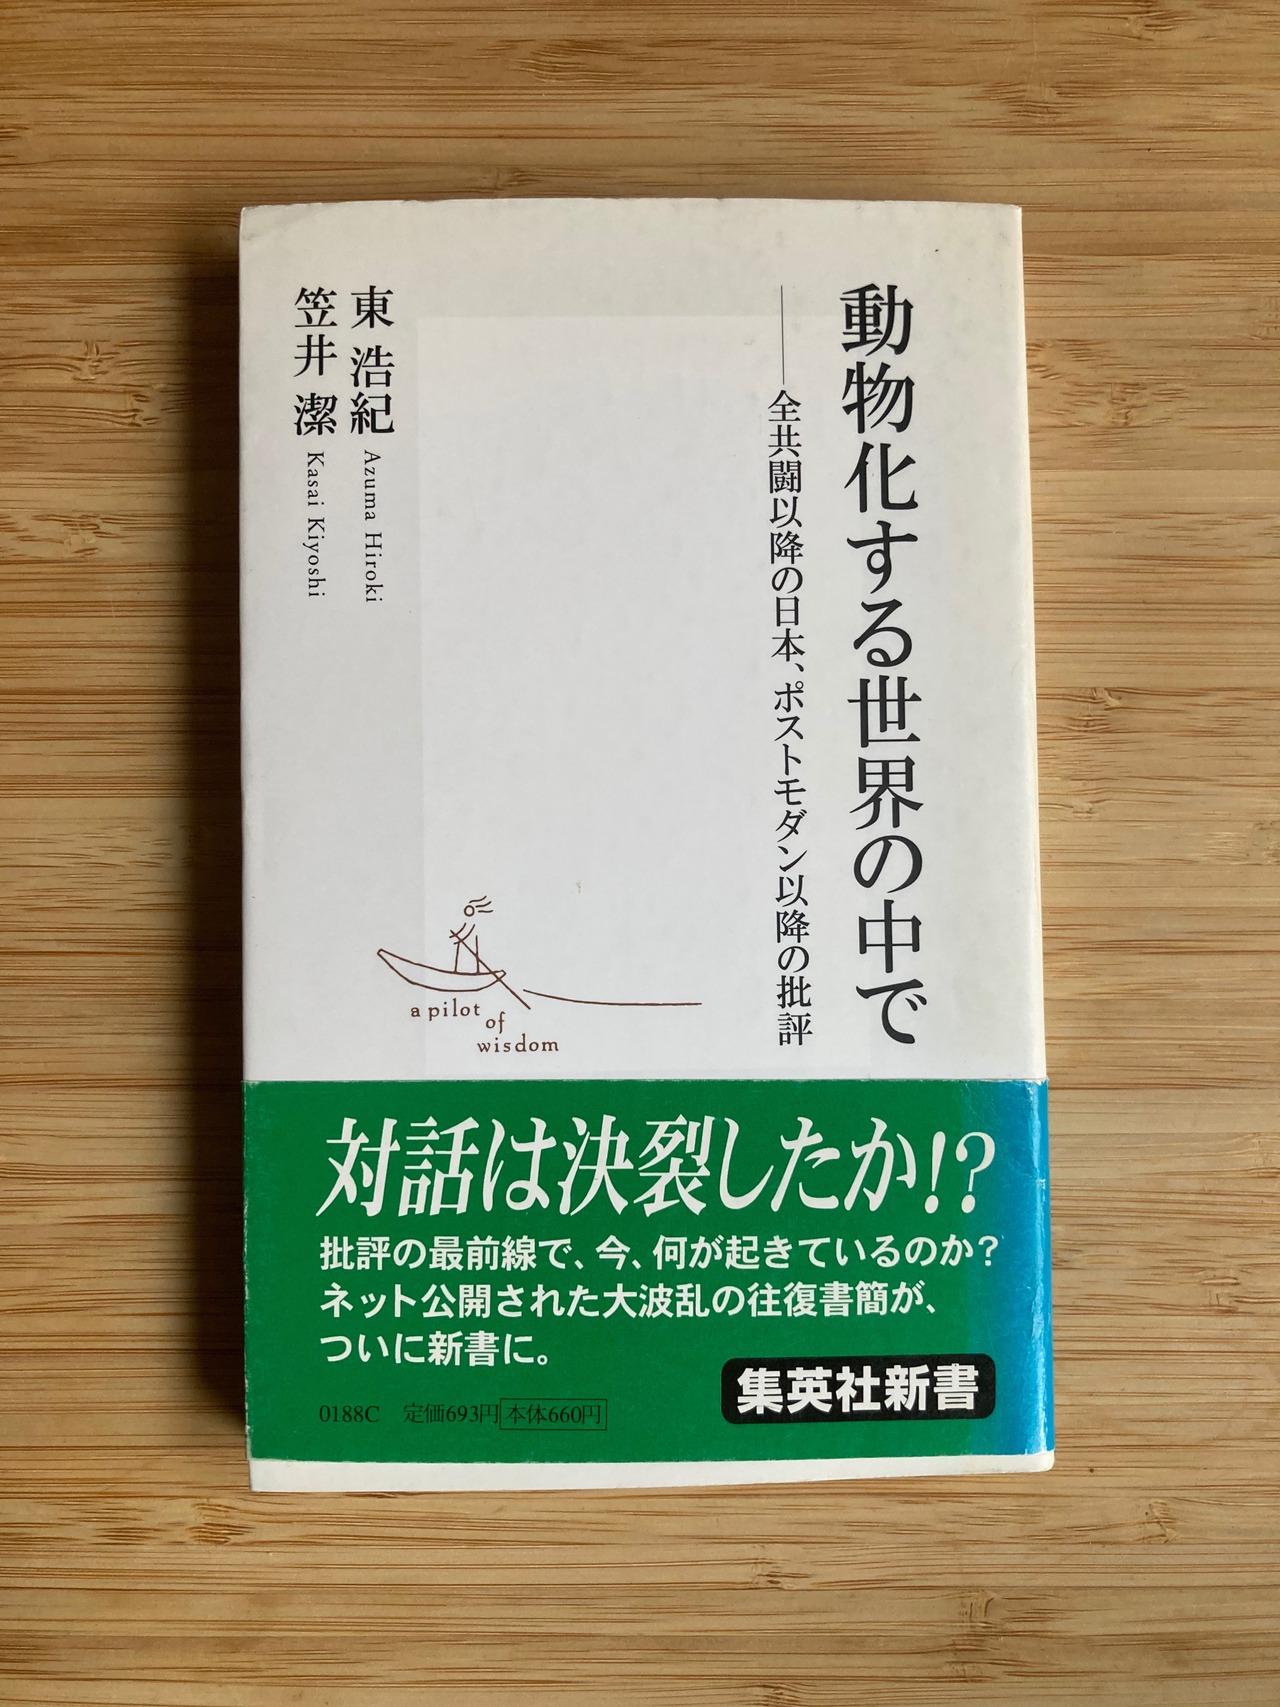 動物化する世界の中で
――全共闘以降の日本、ポストモダン以降の批評
東 浩紀 Azuma Hiroki
笠井 潔 Kasai Kiyoshi
a pilot
of
wisdom
対話は決裂したか!?
批評の最前線で、今、何が起きているのか?
ネット公開された大波乱の往復書簡が、
ついに新書に。
集英社新書
0188C 定価693円 本体660円